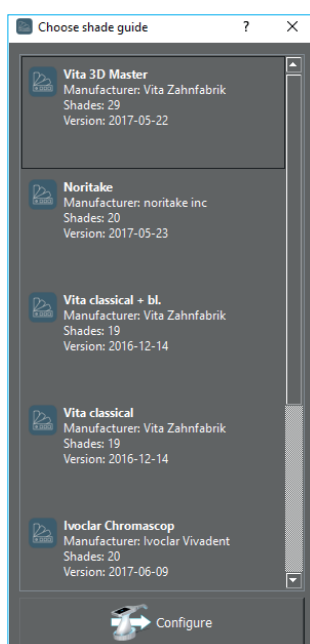 Choose shade guide ?
Vita 3D Master
Manufacturer: Vita Zahnfabrik
Shades: 29
Version: 2017-05-22
Noritake
Manufacturer: noritake inc
Shades: 20
Version: 2017-05-23
Vita classical + bl.
Manufacturer: Vita Zahnfabrik
Shades: 19
Version: 2016-12-14
Vita classical
Manufacturer: Vita Zahnfabrik
Shades: 19
Version: 2016-12-14
Ivoclar Chromascop
Manufacturer: Ivoclar Vivadent
Shades: 20
Version: 2017-06-09
Configure